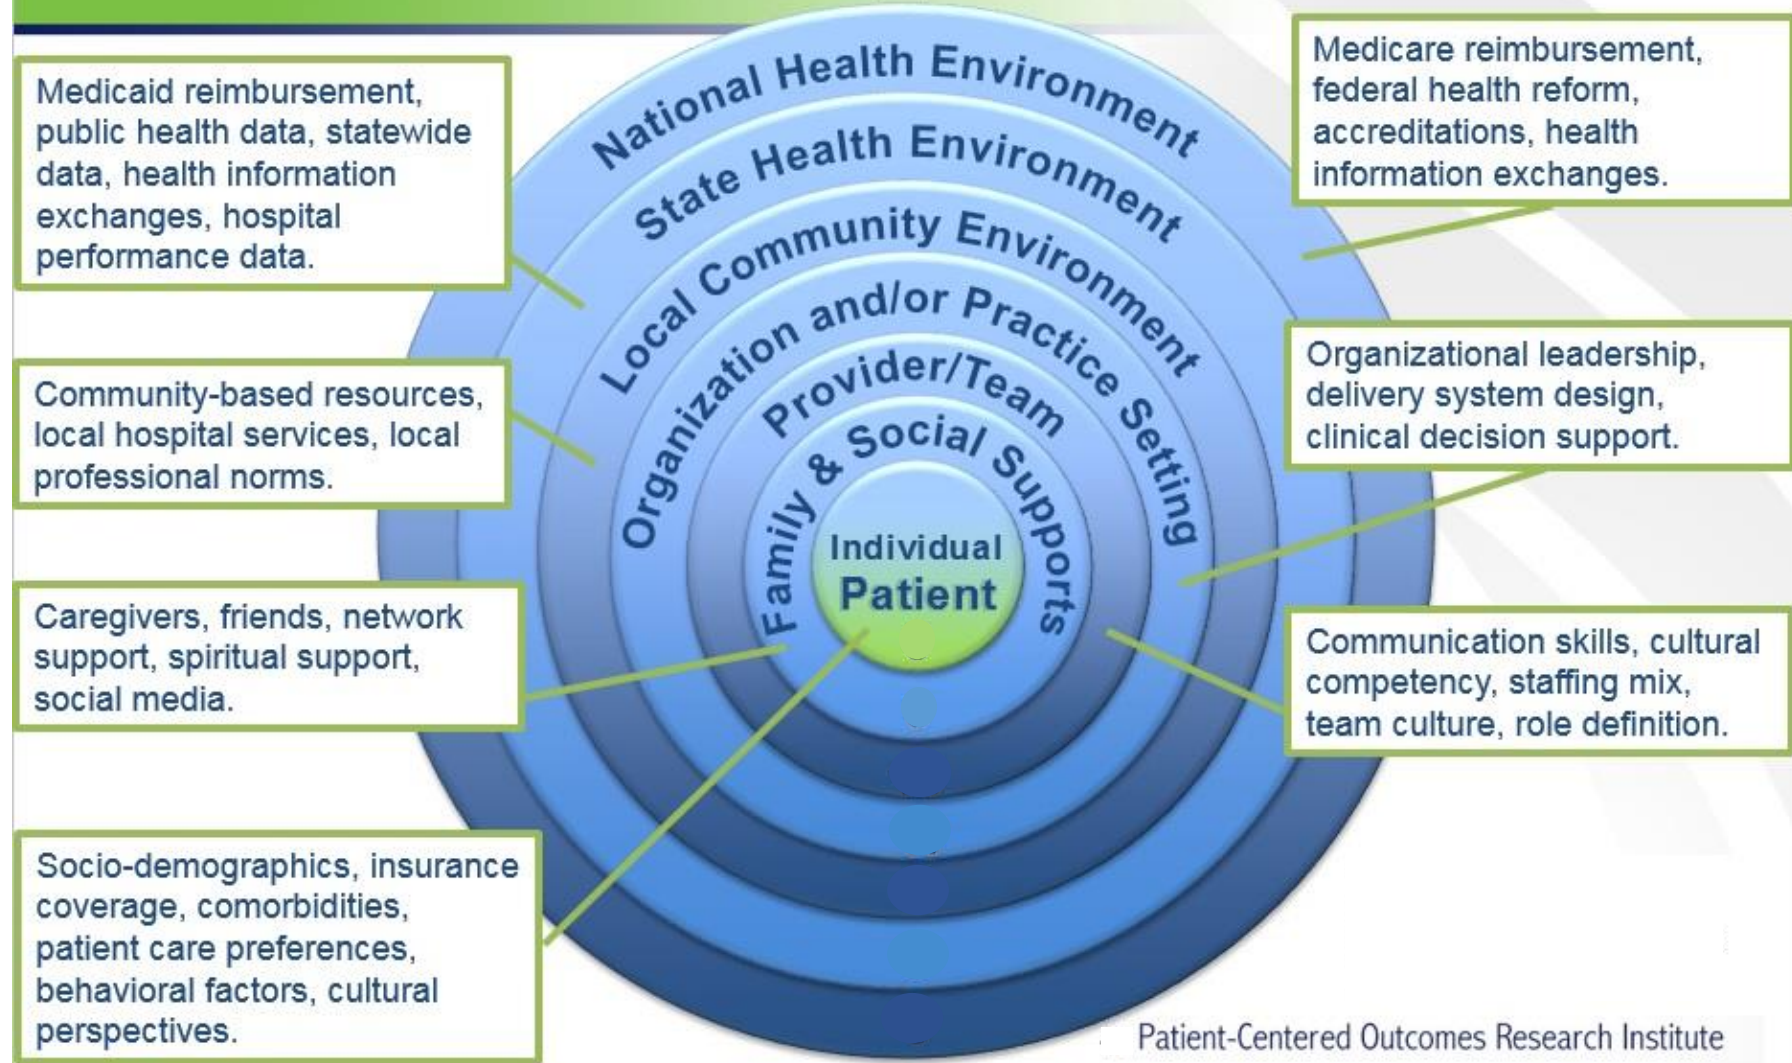 National Health Environment
State Health Environment
Local Community Environment
Organization and/or Practice Setting
Provider/Team
Family & Social Supports
Individual
Patient
Medicaid reimbursement,
public health data, statewide
data, health information
exchanges, hospital
performance data.
Community-based resources,
local hospital services, local
professional norms.
Caregivers, friends, network
support, spiritual support,
social media.
Socio-demographics, insurance
coverage, comorbidities,
patient care preferences,
behavioral factors, cultural
perspectives.
Medicare reimbursement,
federal health reform,
accreditations, health
information exchanges.
Organizational leadership,
delivery system design,
clinical decision support.
Communication skills, cultural
competency, staffing mix,
team culture, role definition.
Patient-Centered Outcomes Research Institute